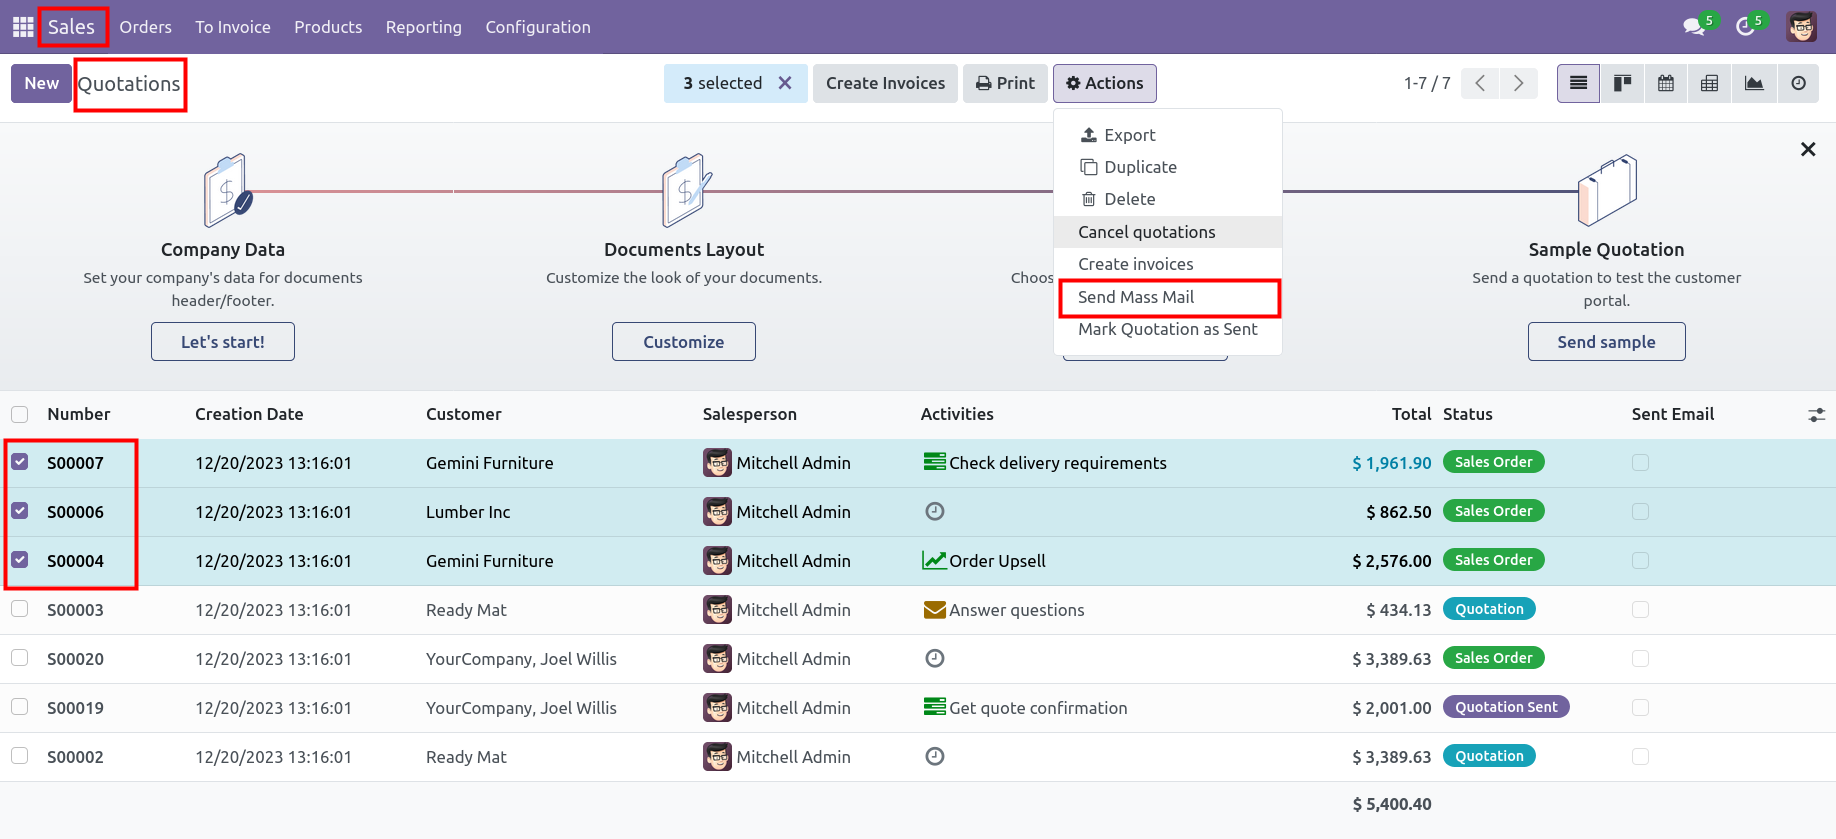 Sales Orders To Invoice Products Reporting Configuration 5 5
New Quotations 3 selected Create Invoices Print Actions 1-7 / 7
Export
Duplicate
Delete
Cancel quotations
Create invoices
Send Mass Mail
Mark Quotation as Sent
Company Data
Set your company's data for documents
header/footer.
Let's start!
Documents Layout
Customize the look of your documents.
Customize
Choos
Sample Quotation
Send a quotation to test the customer
portal.
Send sample
Number Creation Date Customer Salesperson Activities Total Status Sent Email
S00007 12/20/2023 13:16:01 Gemini Furniture Mitchell Admin Check delivery requirements $ 1,961.90 Sales Order
S00006 12/20/2023 13:16:01 Lumber Inc Mitchell Admin $ 862.50 Sales Order
S00004 12/20/2023 13:16:01 Gemini Furniture Mitchell Admin Order Upsell $ 2,576.00 Sales Order
S00003 12/20/2023 13:16:01 Ready Mat Mitchell Admin Answer questions $ 434.13 Quotation
S00020 12/20/2023 13:16:01 YourCompany, Joel Willis Mitchell Admin $ 3,389.63 Sales Order
S00019 12/20/2023 13:16:01 YourCompany, Joel Willis Mitchell Admin Get quote confirmation $ 2,001.00 Quotation Sent
S00002 12/20/2023 13:16:01 Ready Mat Mitchell Admin $ 3,389.63 Quotation
$ 5,400.40